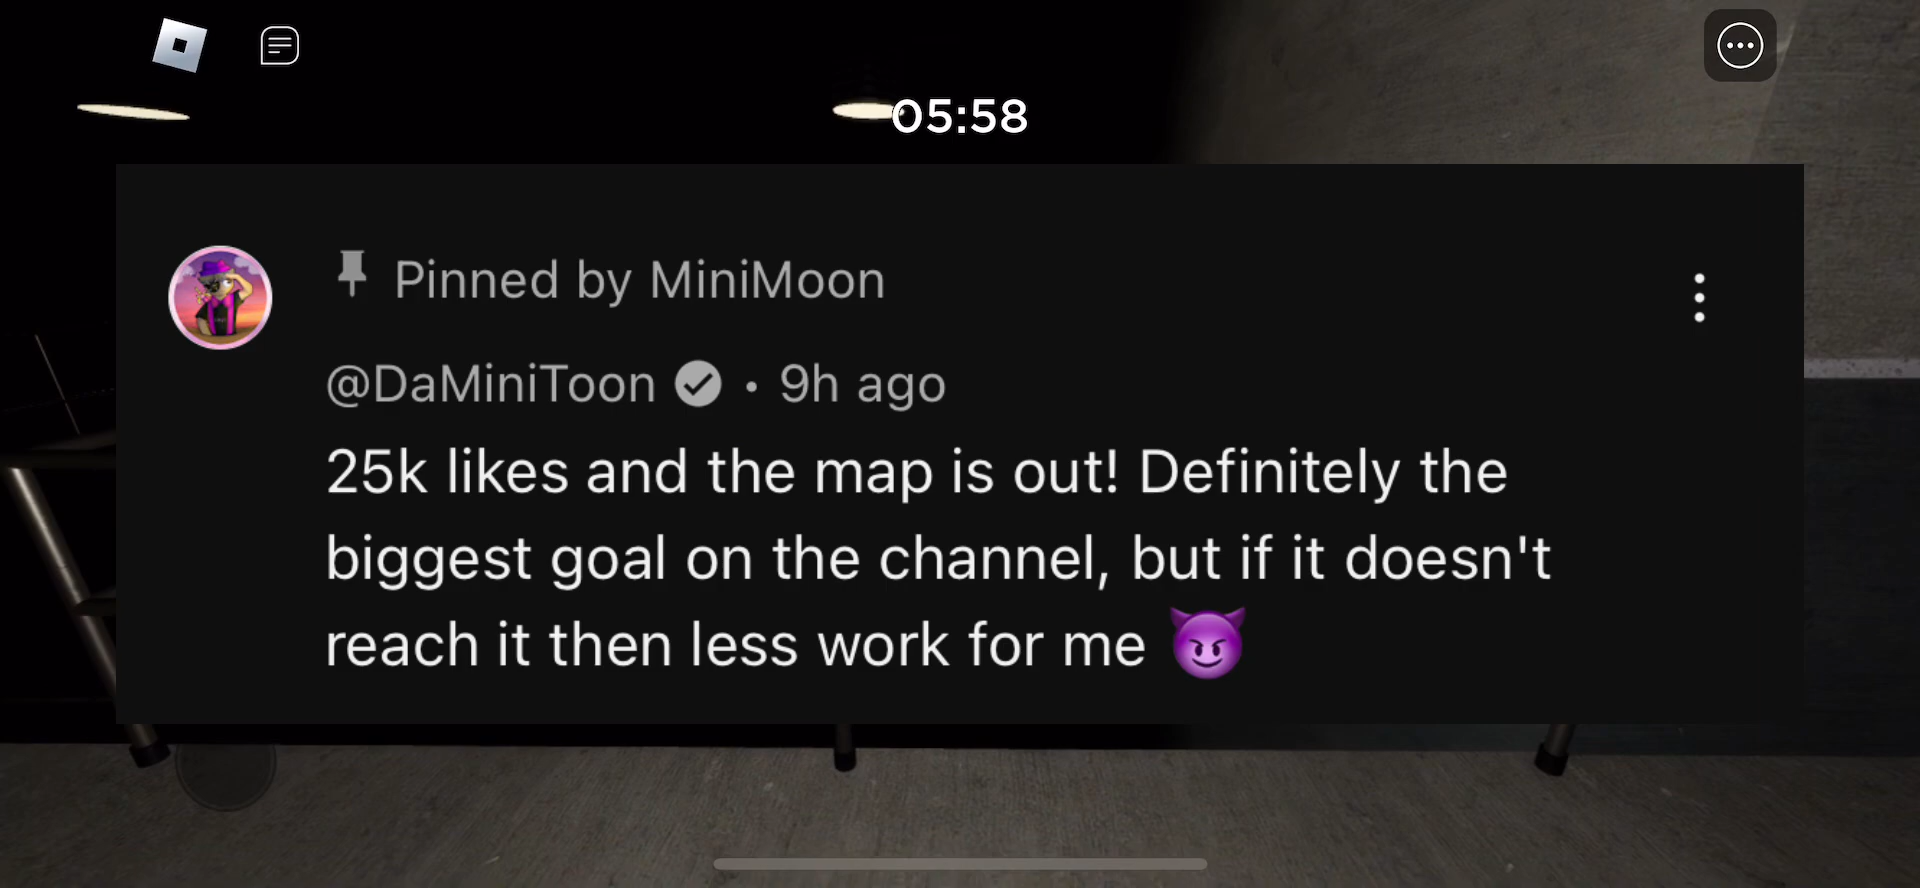 05:58
Pinned by MiniMoon
@DaMiniToon • 9h ago
25k likes and the map is out! Definitely the
biggest goal on the channel, but if it doesn't
reach it then less work for me 😈